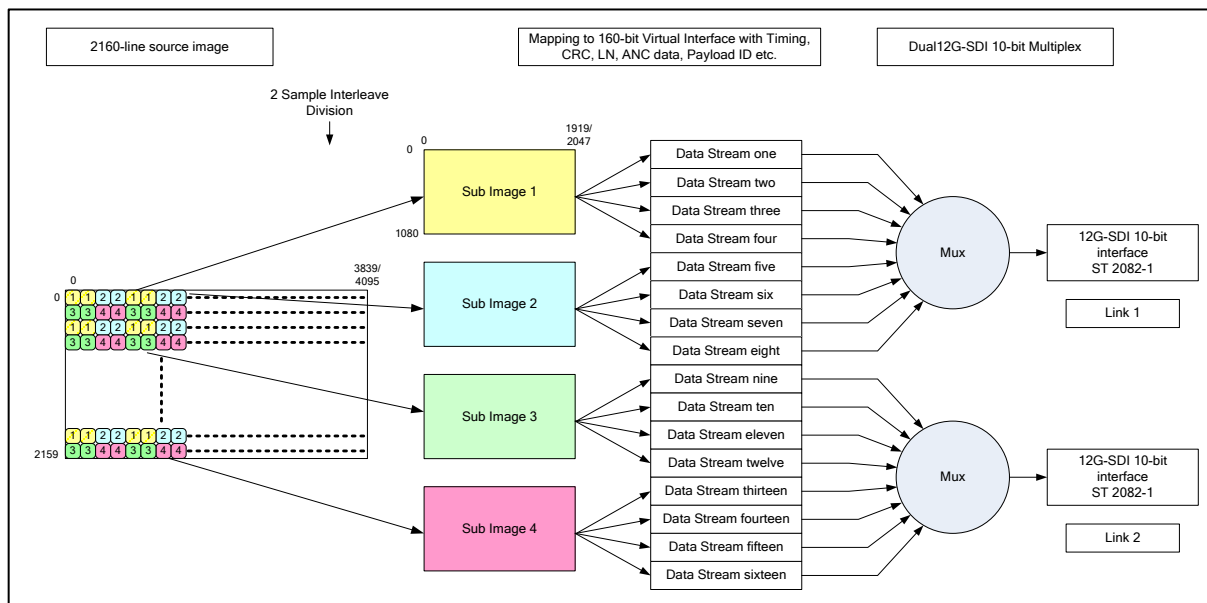 2160-line source image
Mapping to 160-bit Virtual Interface with Timing,
CRC, LN, ANC data, Payload ID etc.
Dual12G-SDI 10-bit Multiplex
2 Sample Interleave
Division
0
1919/
2047
0
1080
Sub Image 1
Sub Image 2
Sub Image 3
Sub Image 4
0
3839/
4095
0
1 1 2 2 1 1 2 2
3 3 4 4 3 3 4 4
1 1 2 2 1 1 2 2
3 3 4 4 3 3 4 4
1 1 2 2 1 1 2 2
3 3 4 4 3 3 4 4
2159
Data Stream one
Data Stream two
Data Stream three
Data Stream four
Data Stream five
Data Stream six
Data Stream seven
Data Stream eight
Data Stream nine
Data Stream ten
Data Stream eleven
Data Stream twelve
Data Stream thirteen
Data Stream fourteen
Data Stream fifteen
Data Stream sixteen
Mux
12G-SDI 10-bit
interface
ST 2082-1
Link 1
Mux
12G-SDI 10-bit
interface
ST 2082-1
Link 2